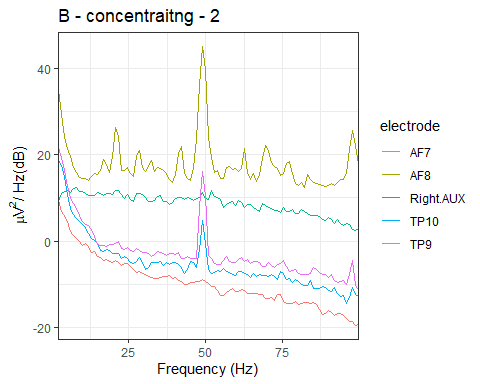 B - concentraitng - 2
µV²/ Hz(dB)
40
20
0
-20
25
50
75
Frequency (Hz)
electrode
AF7
AF8
Right.AUX
TP10
TP9